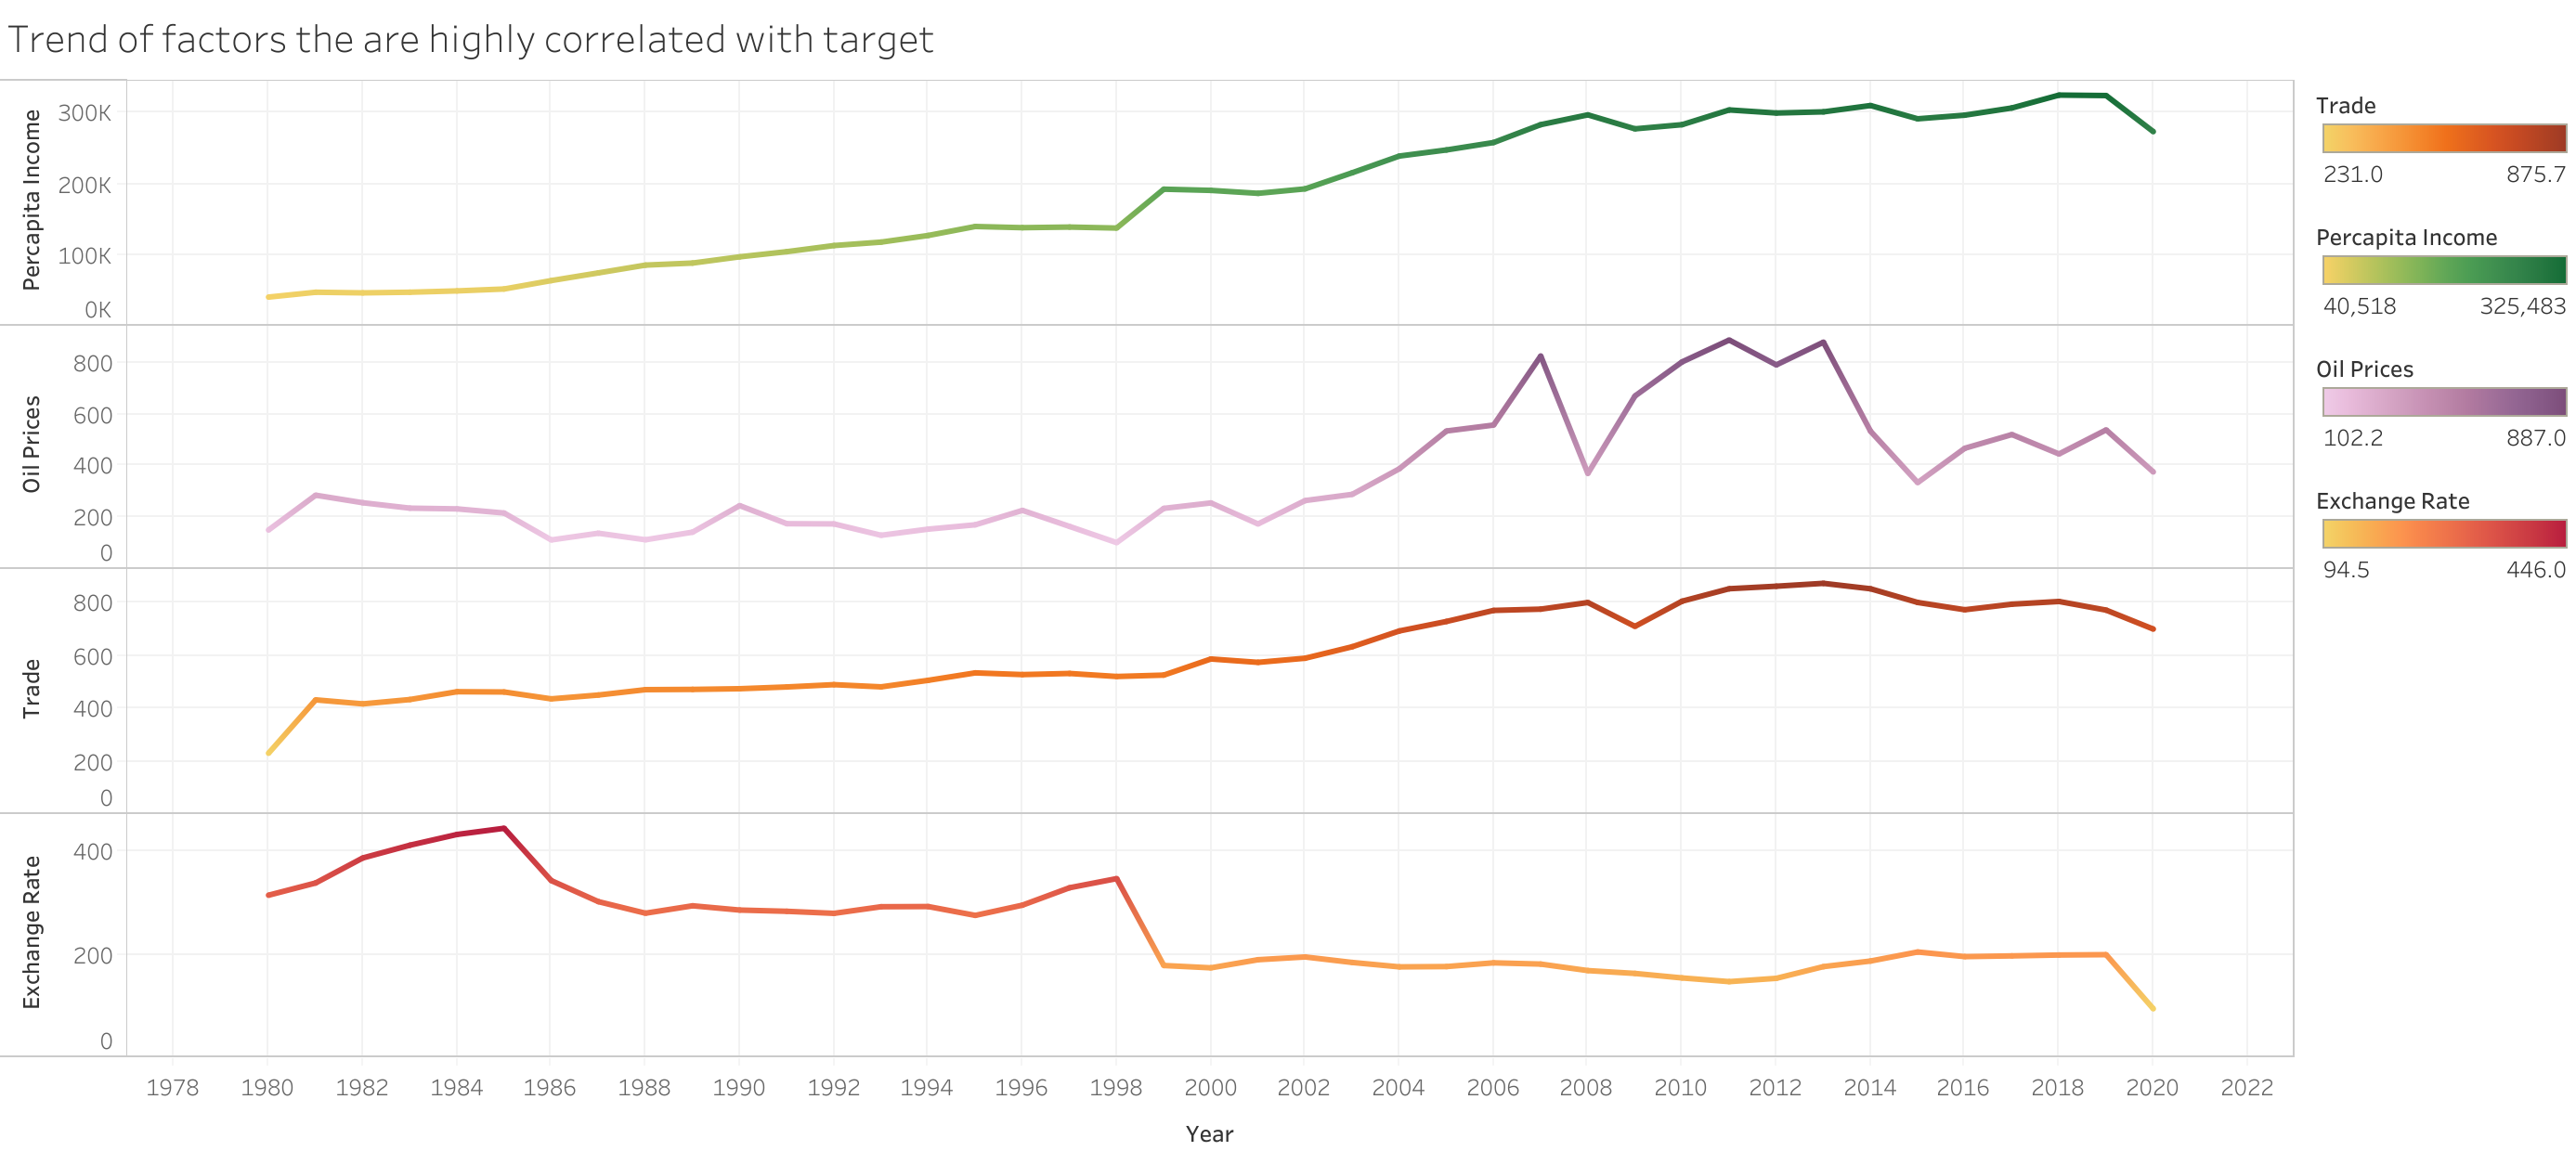 Trend of factors the are highly correlated with target
Percapita Income
300K
200K
100K
0K
Oil Prices
800
600
400
200
0
Trade
800
600
400
200
0
Exchange Rate
400
200
0
1978 1980 1982 1984 1986 1988 1990 1992 1994 1996 1998 2000 2002 2004 2006 2008 2010 2012 2014 2016 2018 2020 2022
Year
Trade
231.0 875.7
Percapita Income
40,518 325,483
Oil Prices
102.2 887.0
Exchange Rate
94.5 446.0